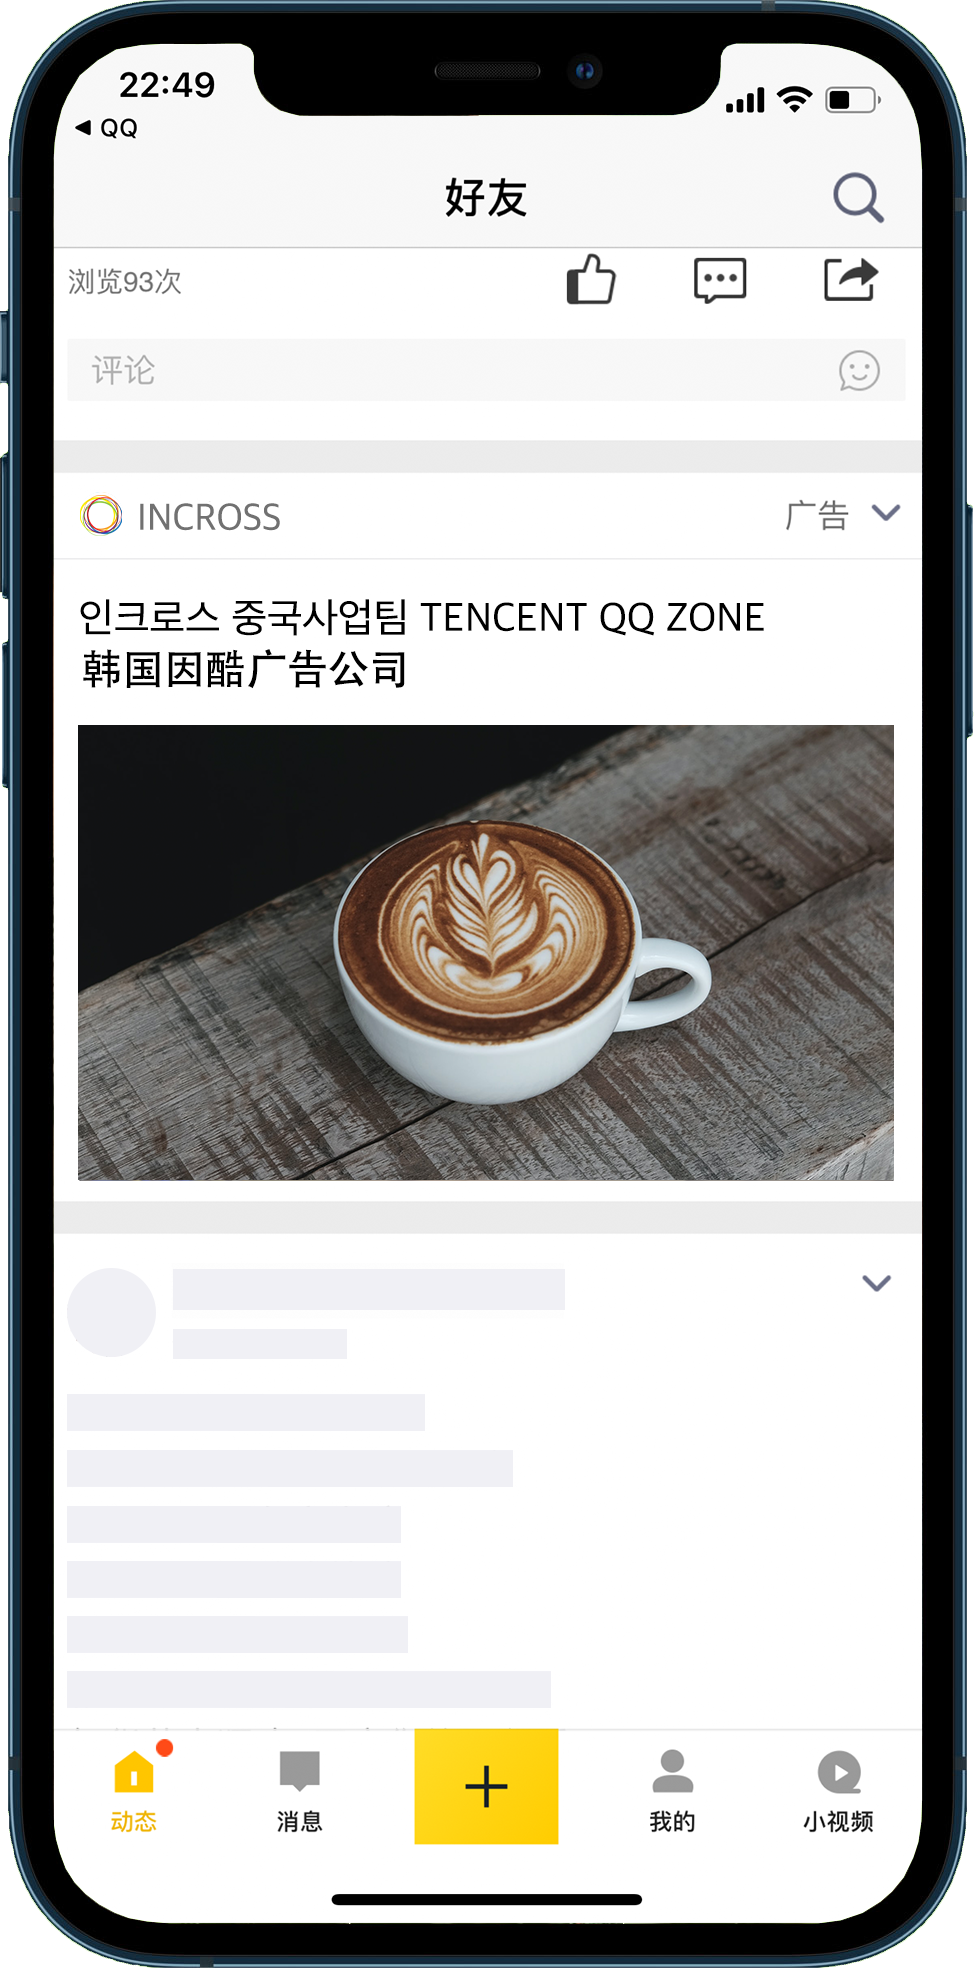 22:49
QQ
好友
浏览93次
评论
INCROSS
广告
인크로스 중국사업팀 TENCENT QQ ZONE
韩国因酷广告公司
动态
消息
我的
小视频